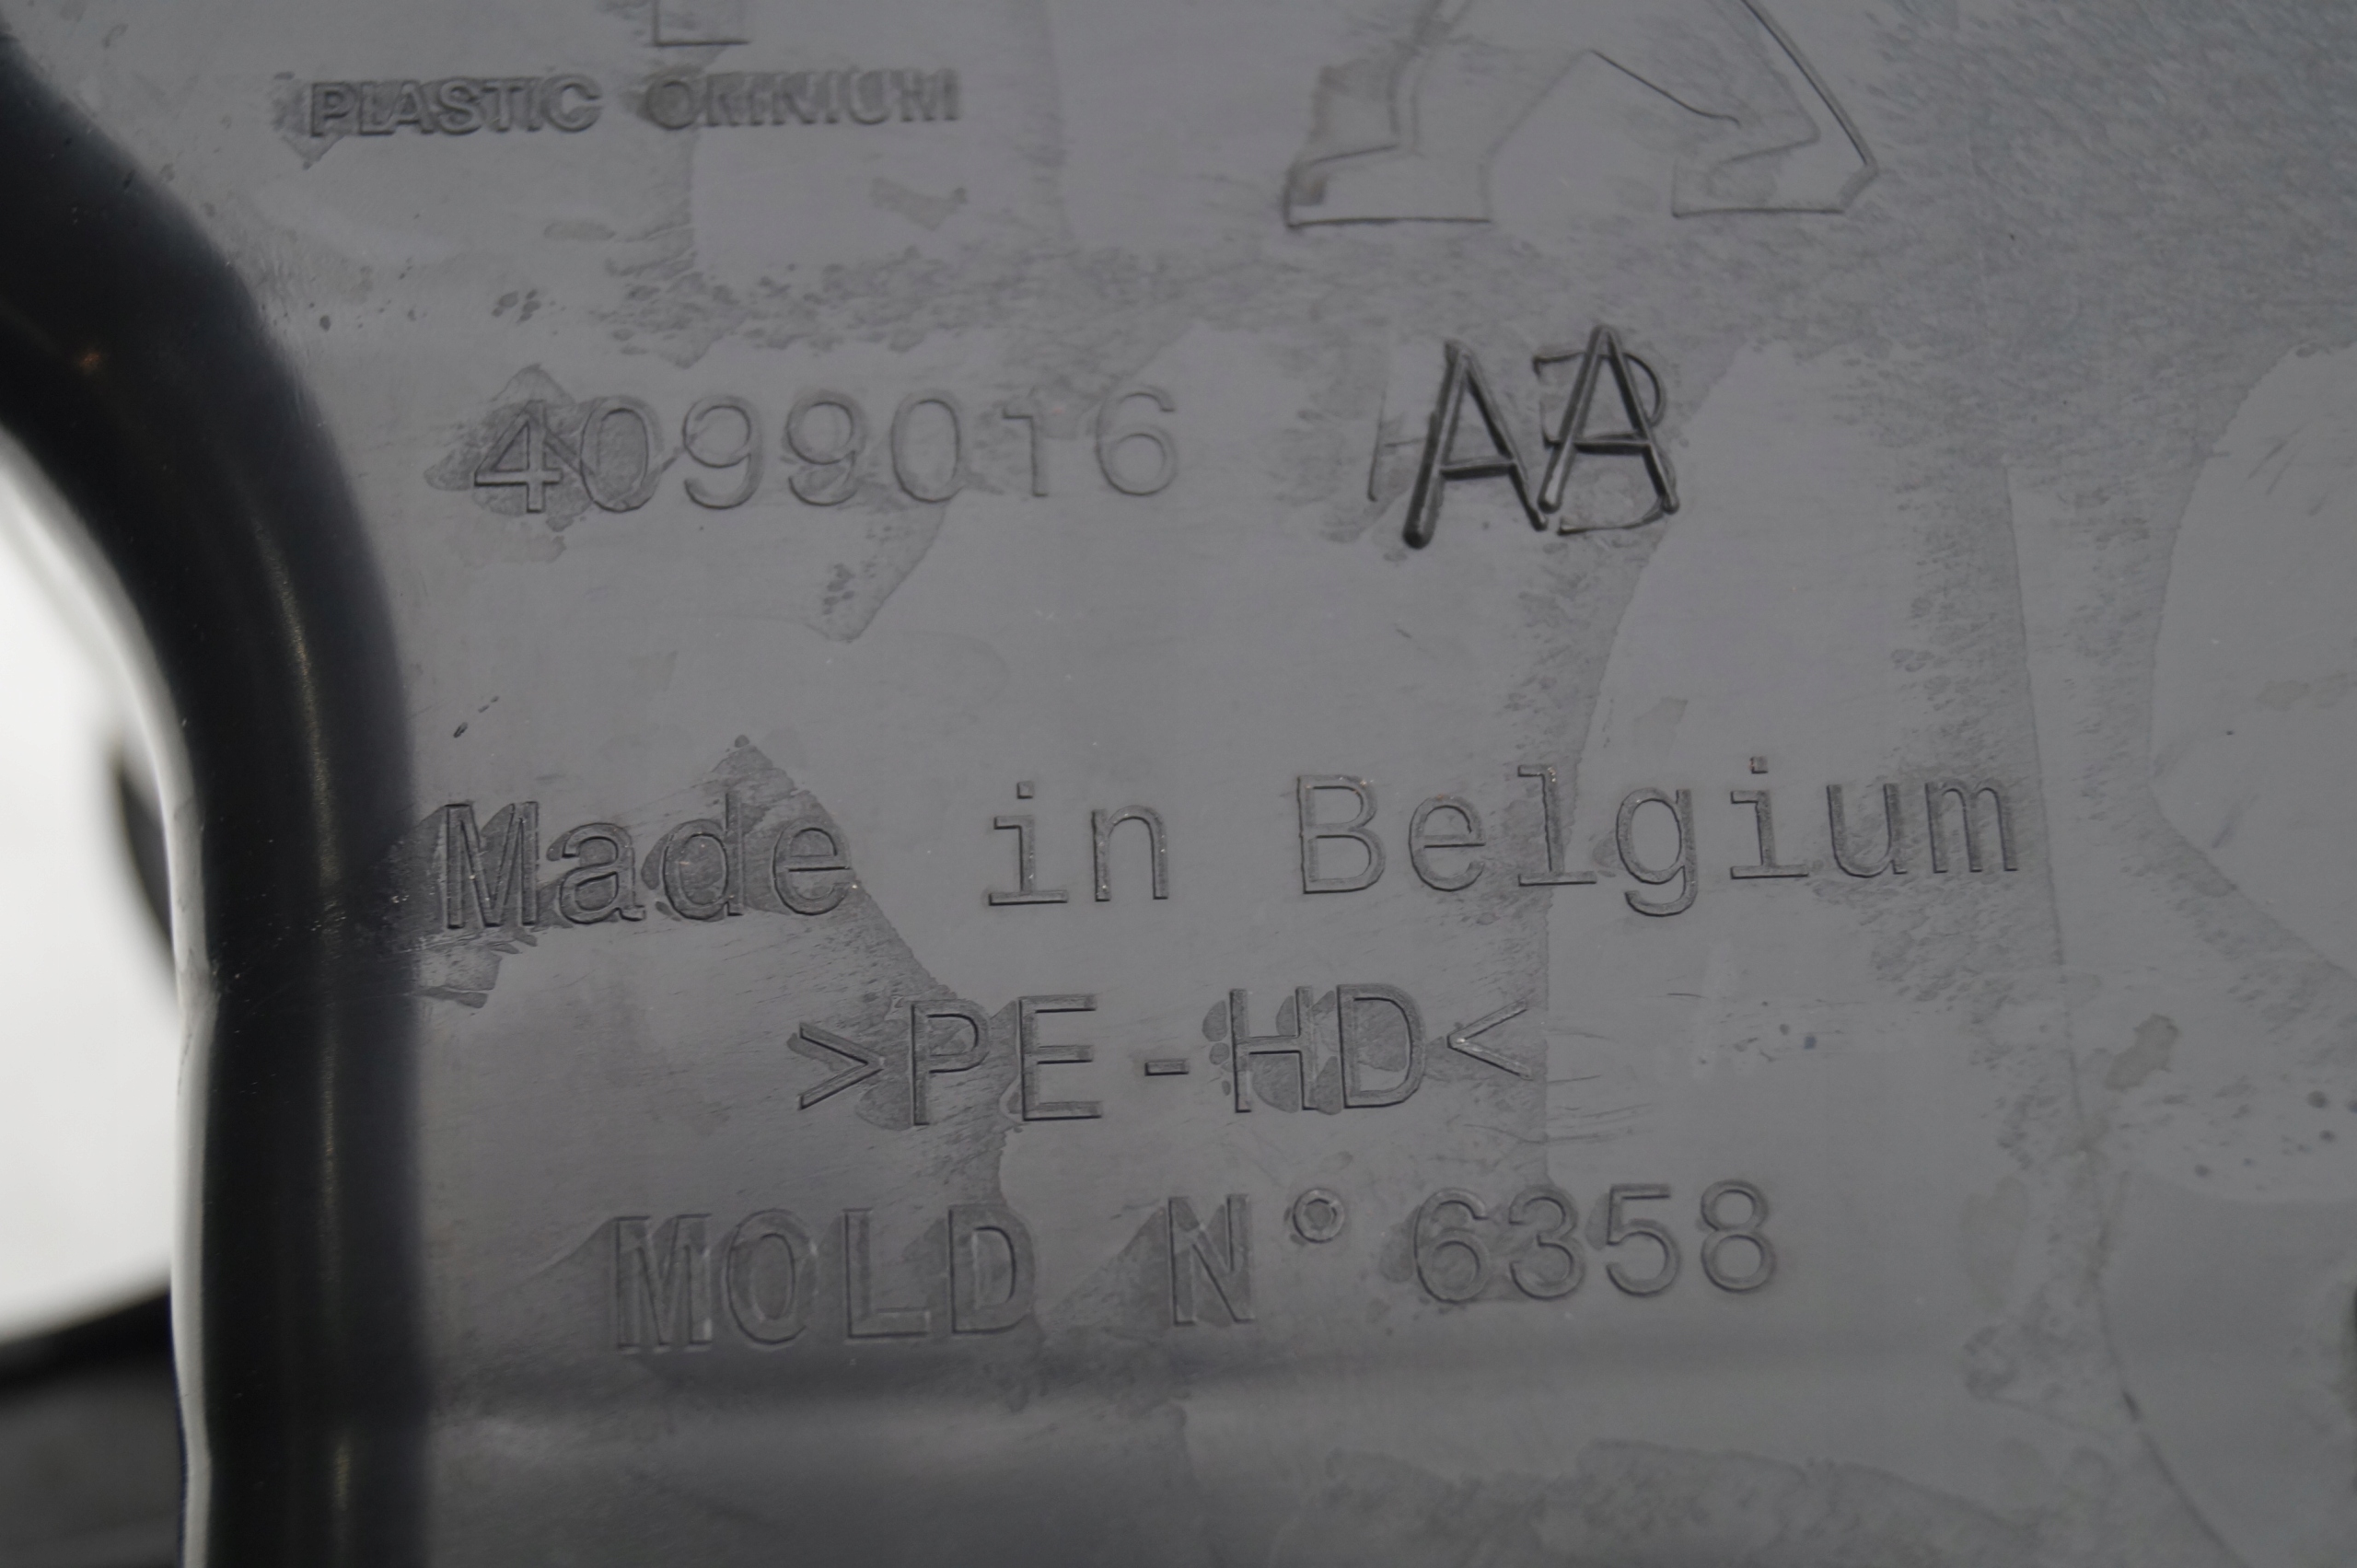 PLASTIC OMNIUM
4099016 AA
Made in Belgium
>PE-HD<
MOLD N°6358